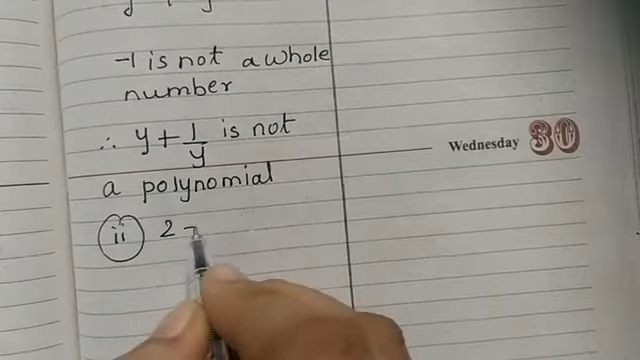 -1 is not a whole
number
∴ y + 1/y is not
Wednesday 30
a polynomial
(ii) 2 -